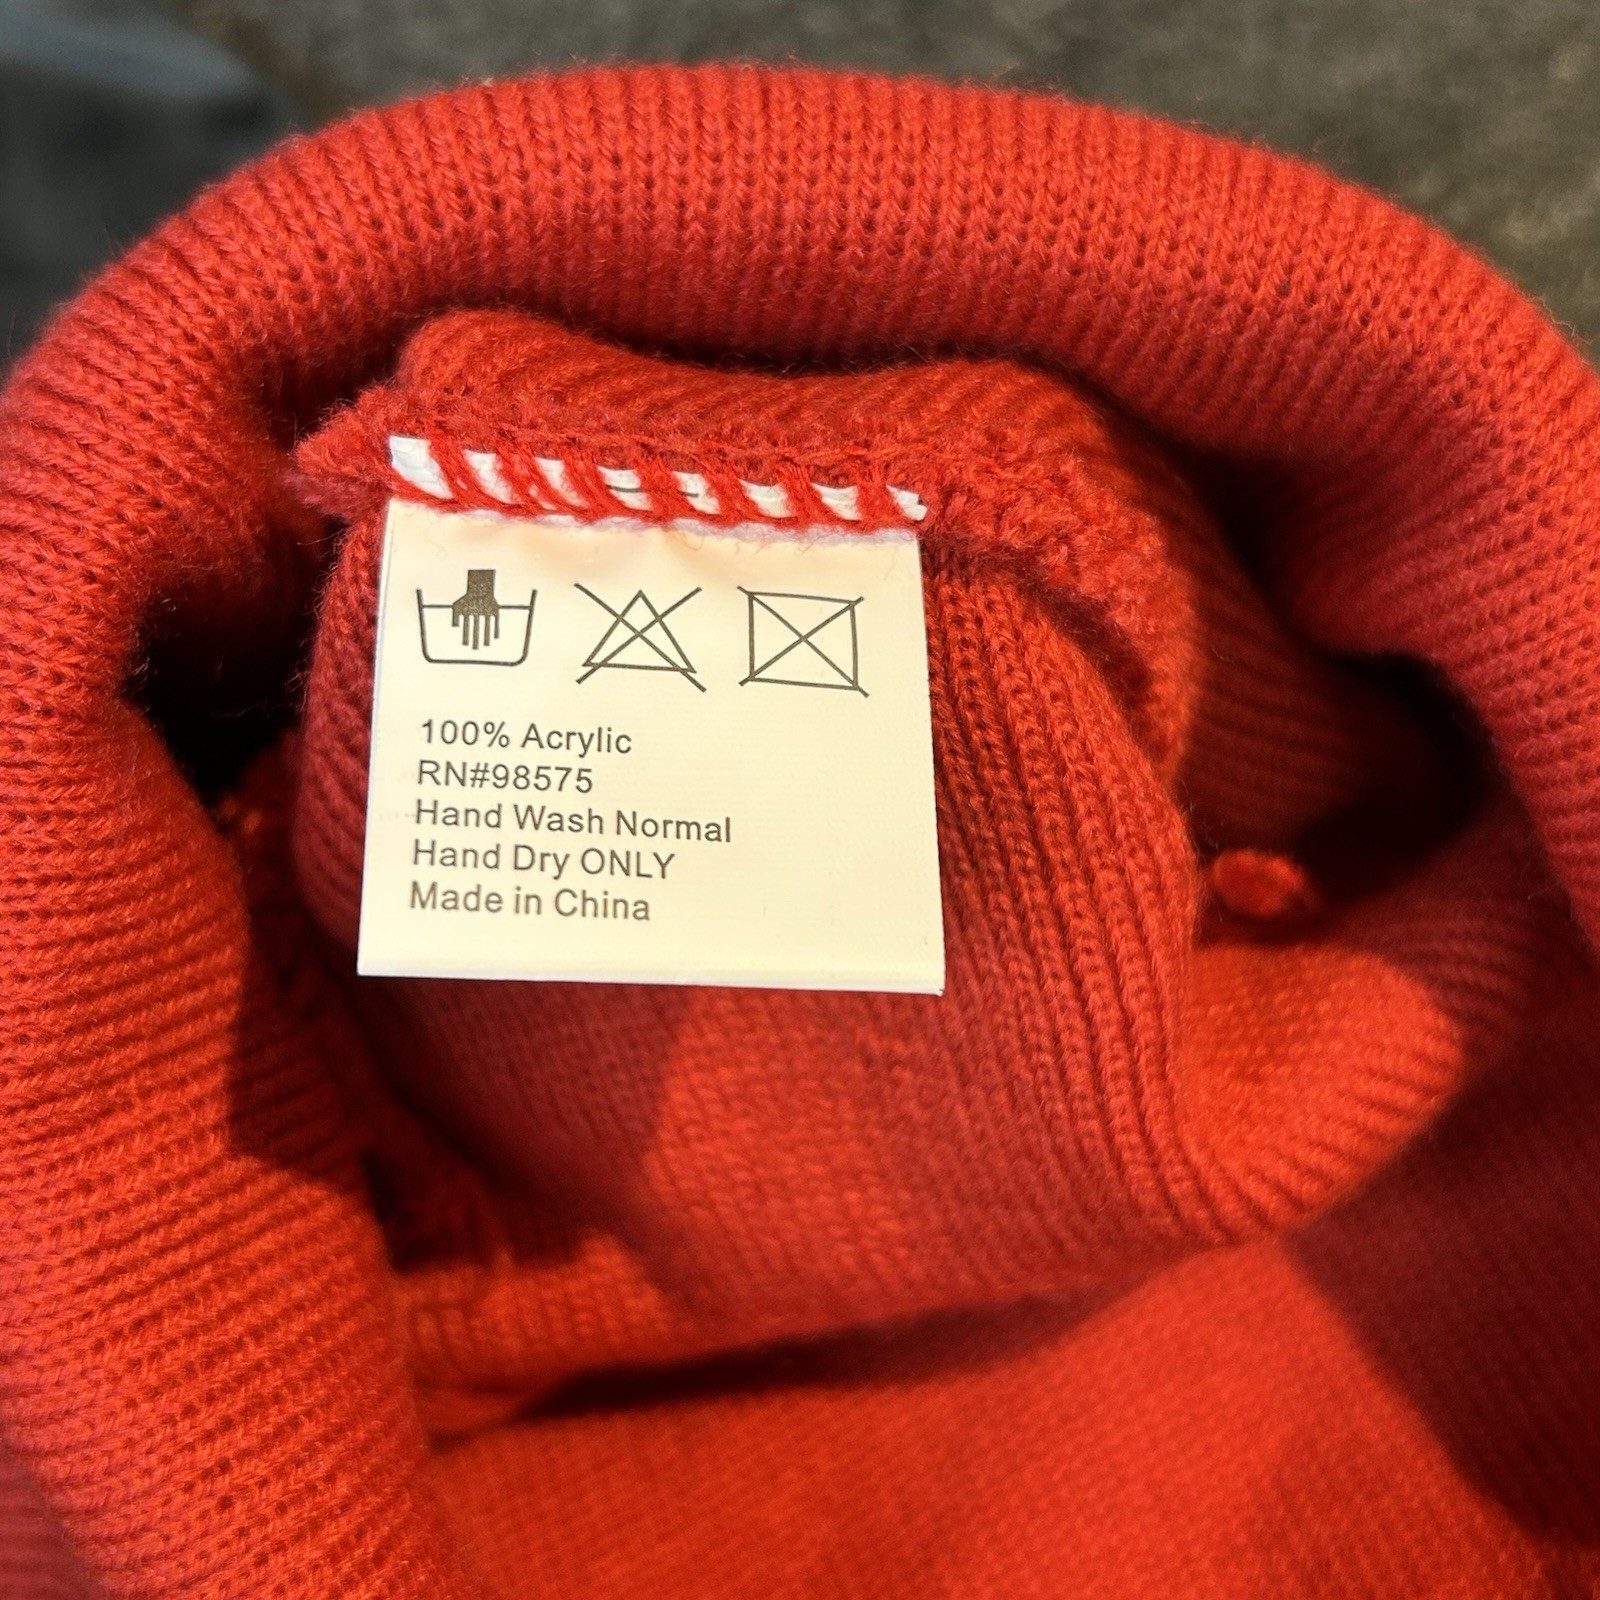 100% Acrylic
RN#98575
Hand Wash Normal
Hand Dry ONLY
Made in China